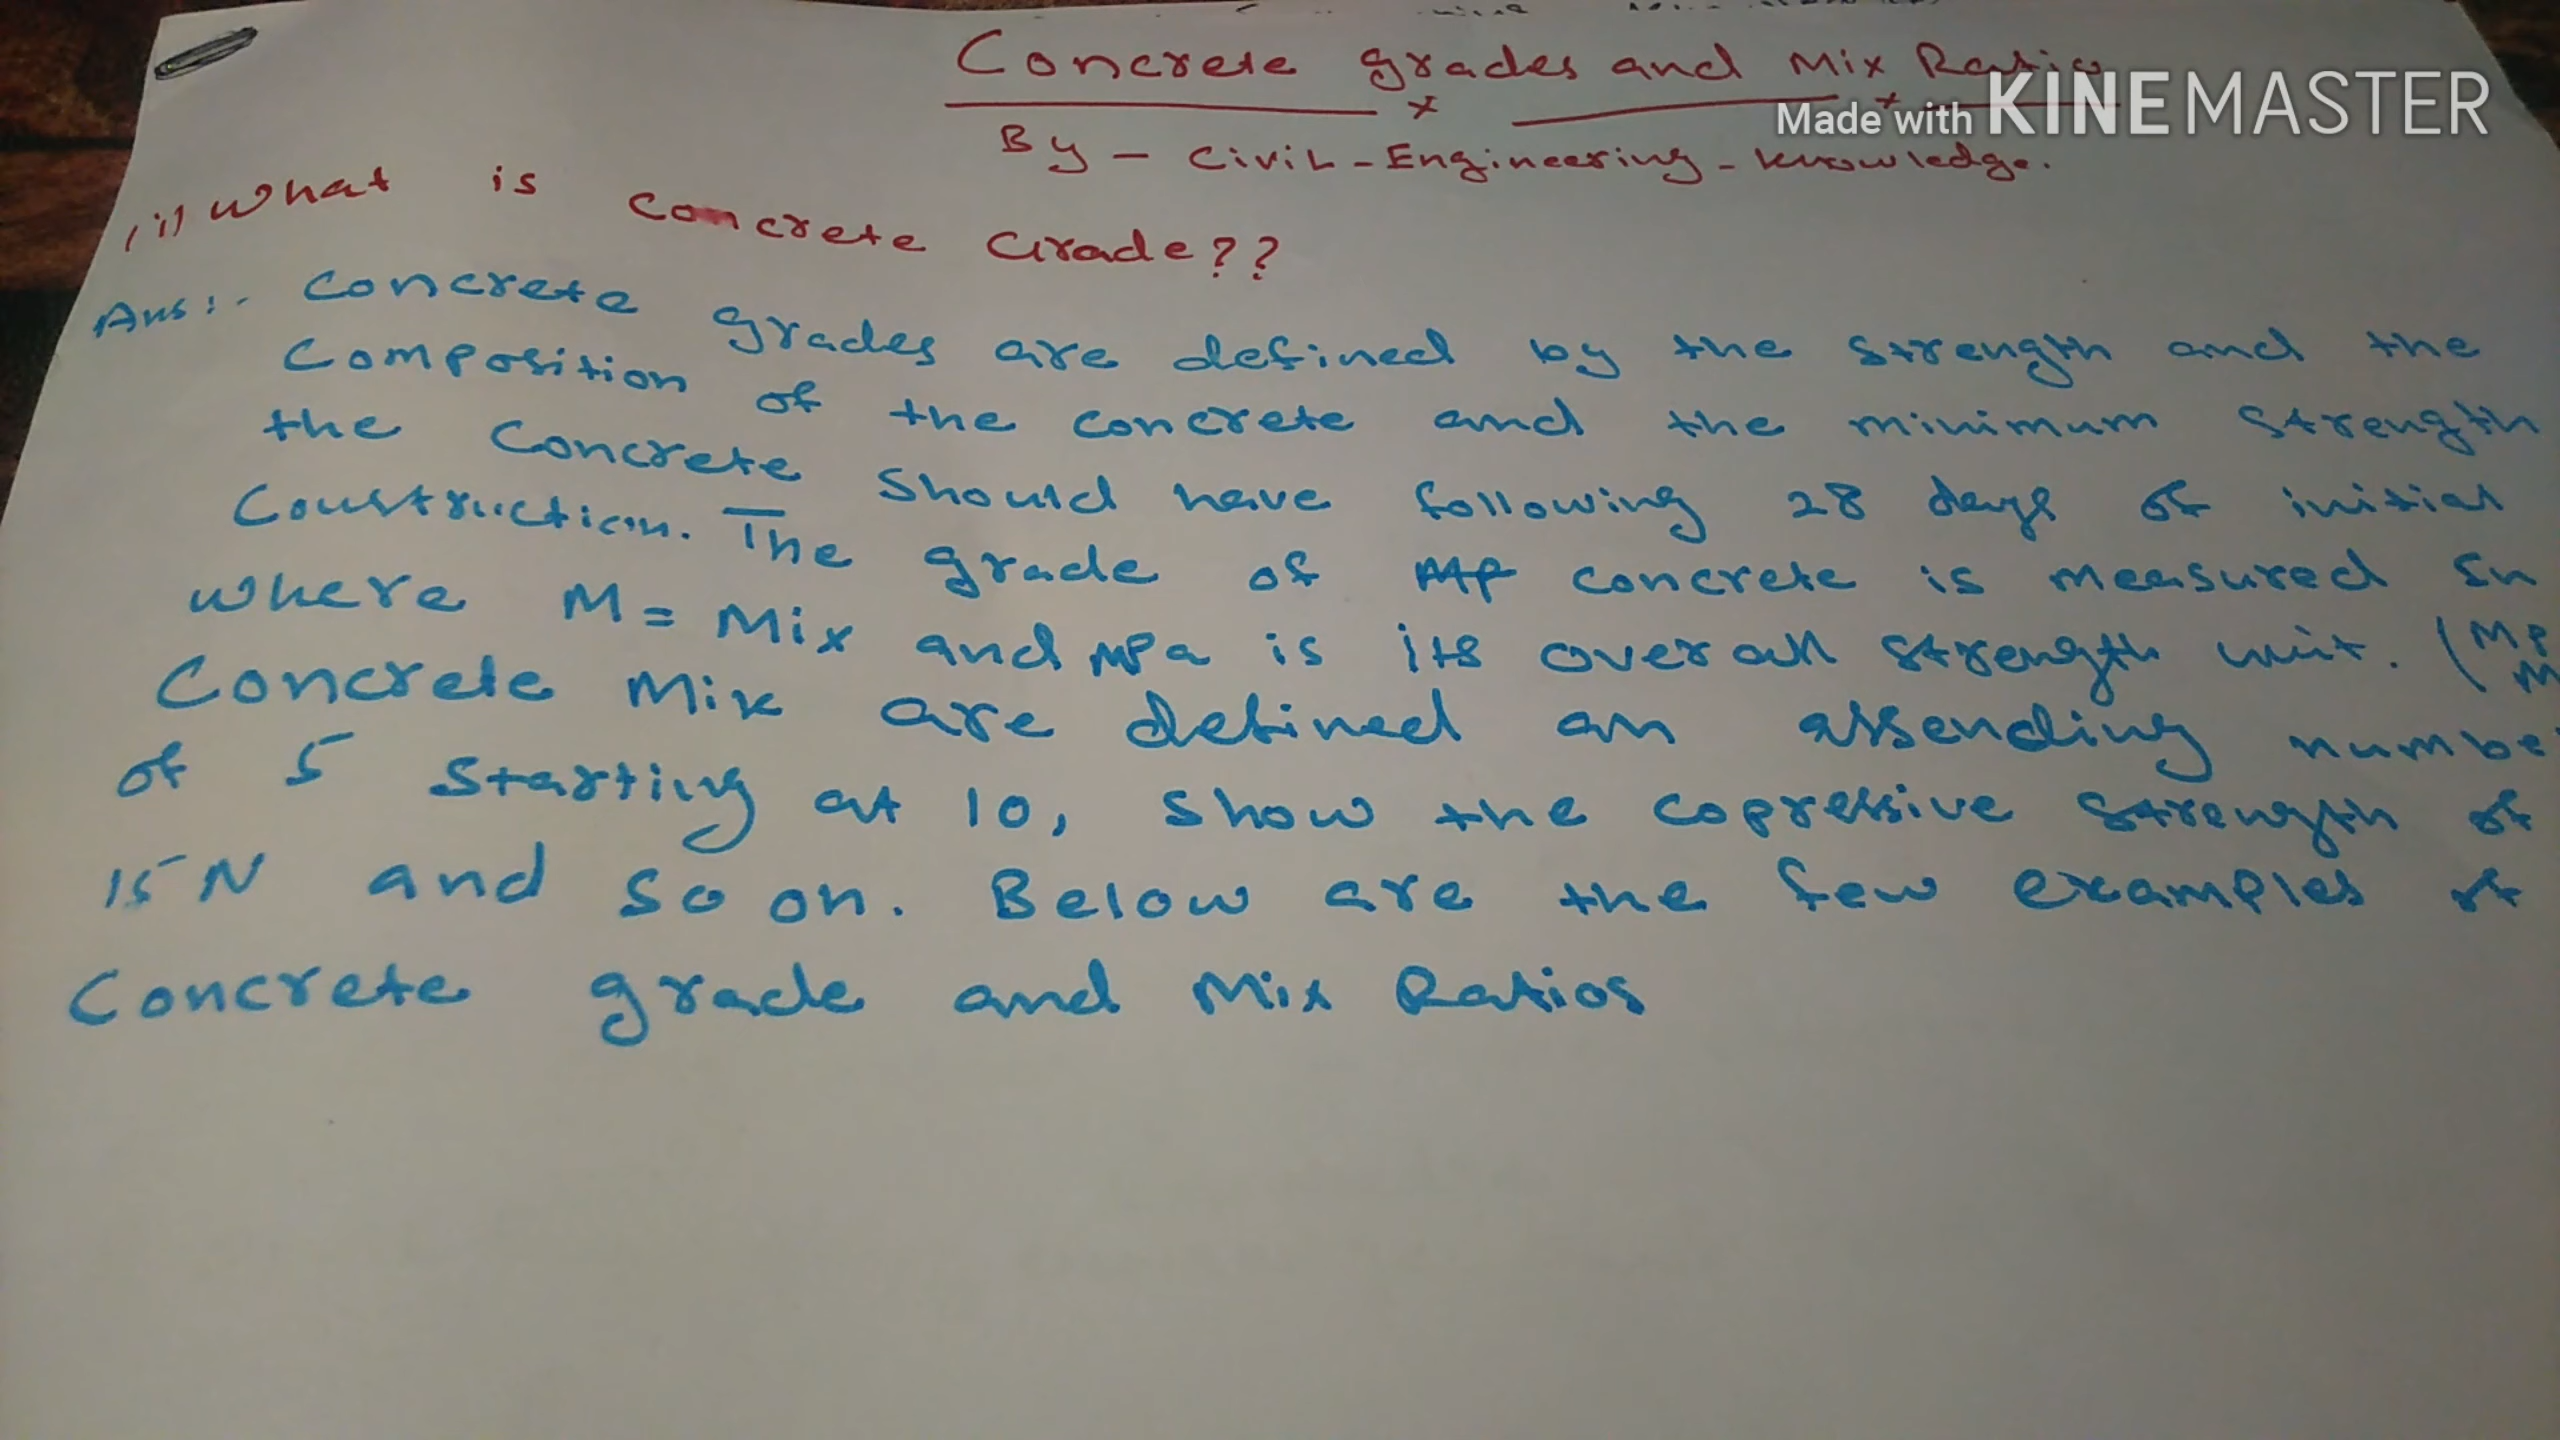 Concrete grades and Mix Ratio
Made with KINEMASTER
By - Civil - Engineering - knowledge.
(i) What is concrete Grade??
Ans:- Concrete grades are defined by the strength and the
Composition of the concrete and the minimum strength
the Concrete should have following 28 days of initial
Construction. The grade of concrete is measured in
where M = Mix and MPa is its overall strength unit. (MP
Concrete Mix are defined an assending numbe
of 5 starting at 10, show the copressive strength of
15 N and so on. Below are the few examples of
Concrete grade and Mix Ratios